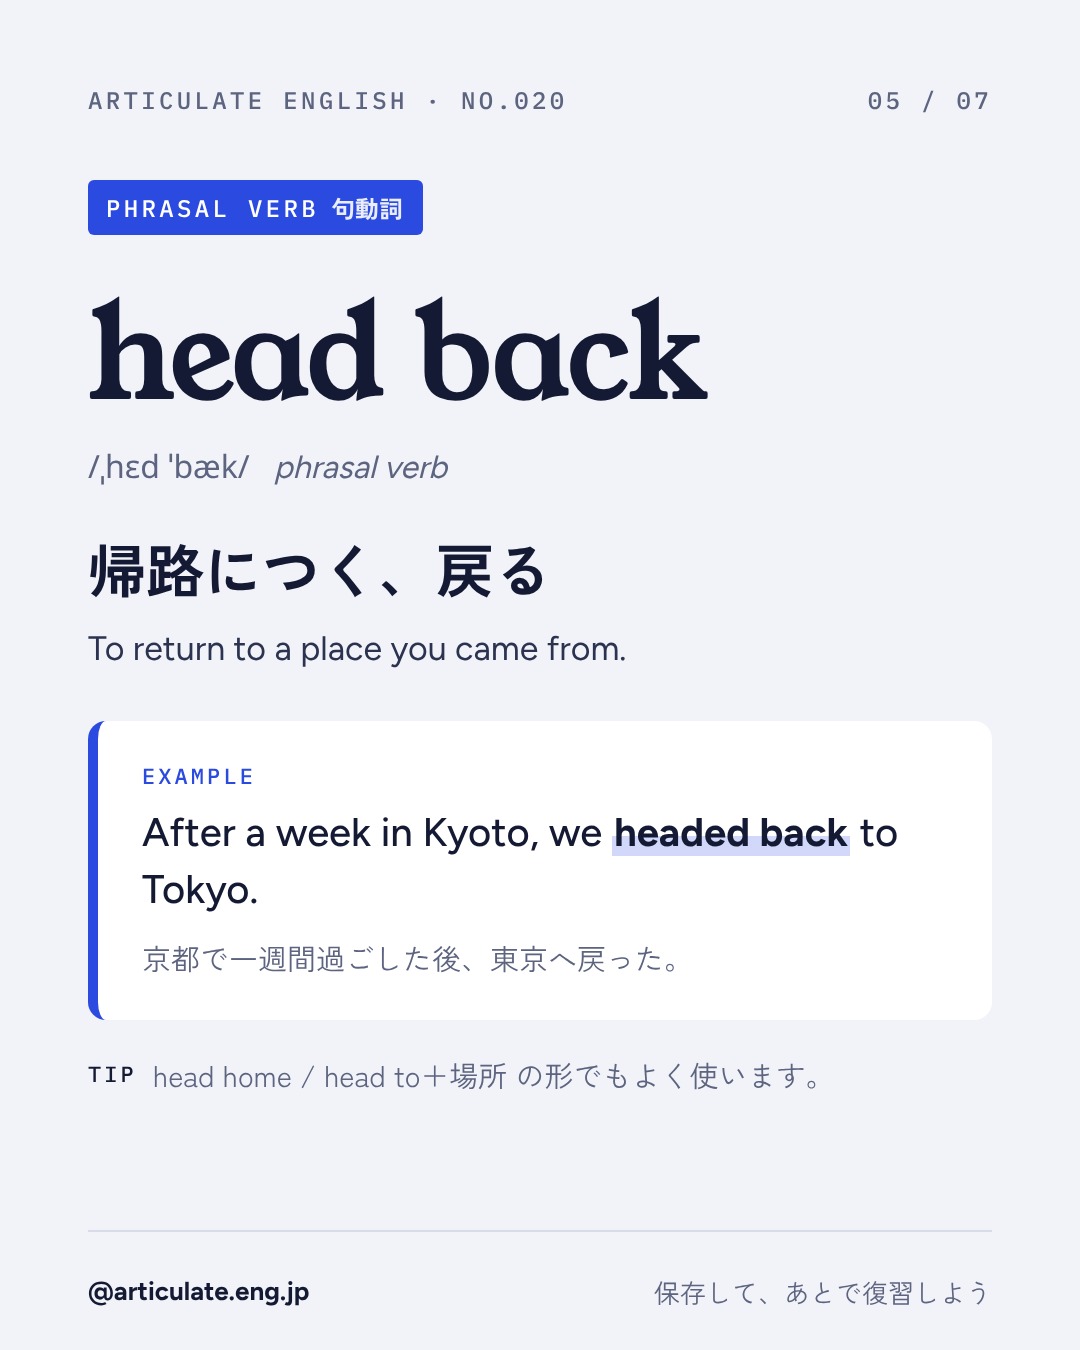 ARTICULATE ENGLISH · NO.020
05 / 07
PHRASAL VERB 句動詞
head back
/ˌhɛd ˈbæk/ phrasal verb
帰路につく、戻る
To return to a place you came from.
EXAMPLE
After a week in Kyoto, we headed back to
Tokyo.
京都で一週間過ごした後、東京へ戻った。
TIP head home / head to＋場所 の形でもよく使います。
@articulate.eng.jp
保存して、あとで復習しよう